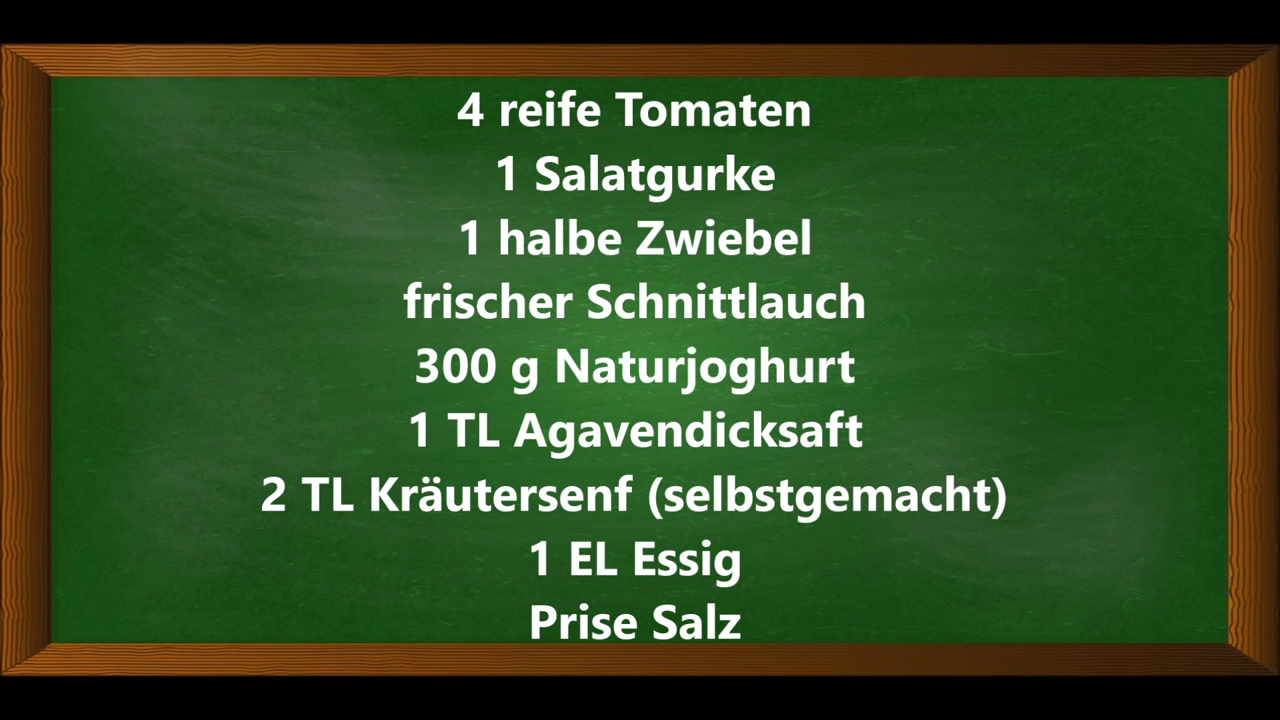 4 reife Tomaten
1 Salatgurke
1 halbe Zwiebel
frischer Schnittlauch
300 g Naturjoghurt
1 TL Agavendicksaft
2 TL Kräutersenf (selbstgemacht)
1 EL Essig
Prise Salz